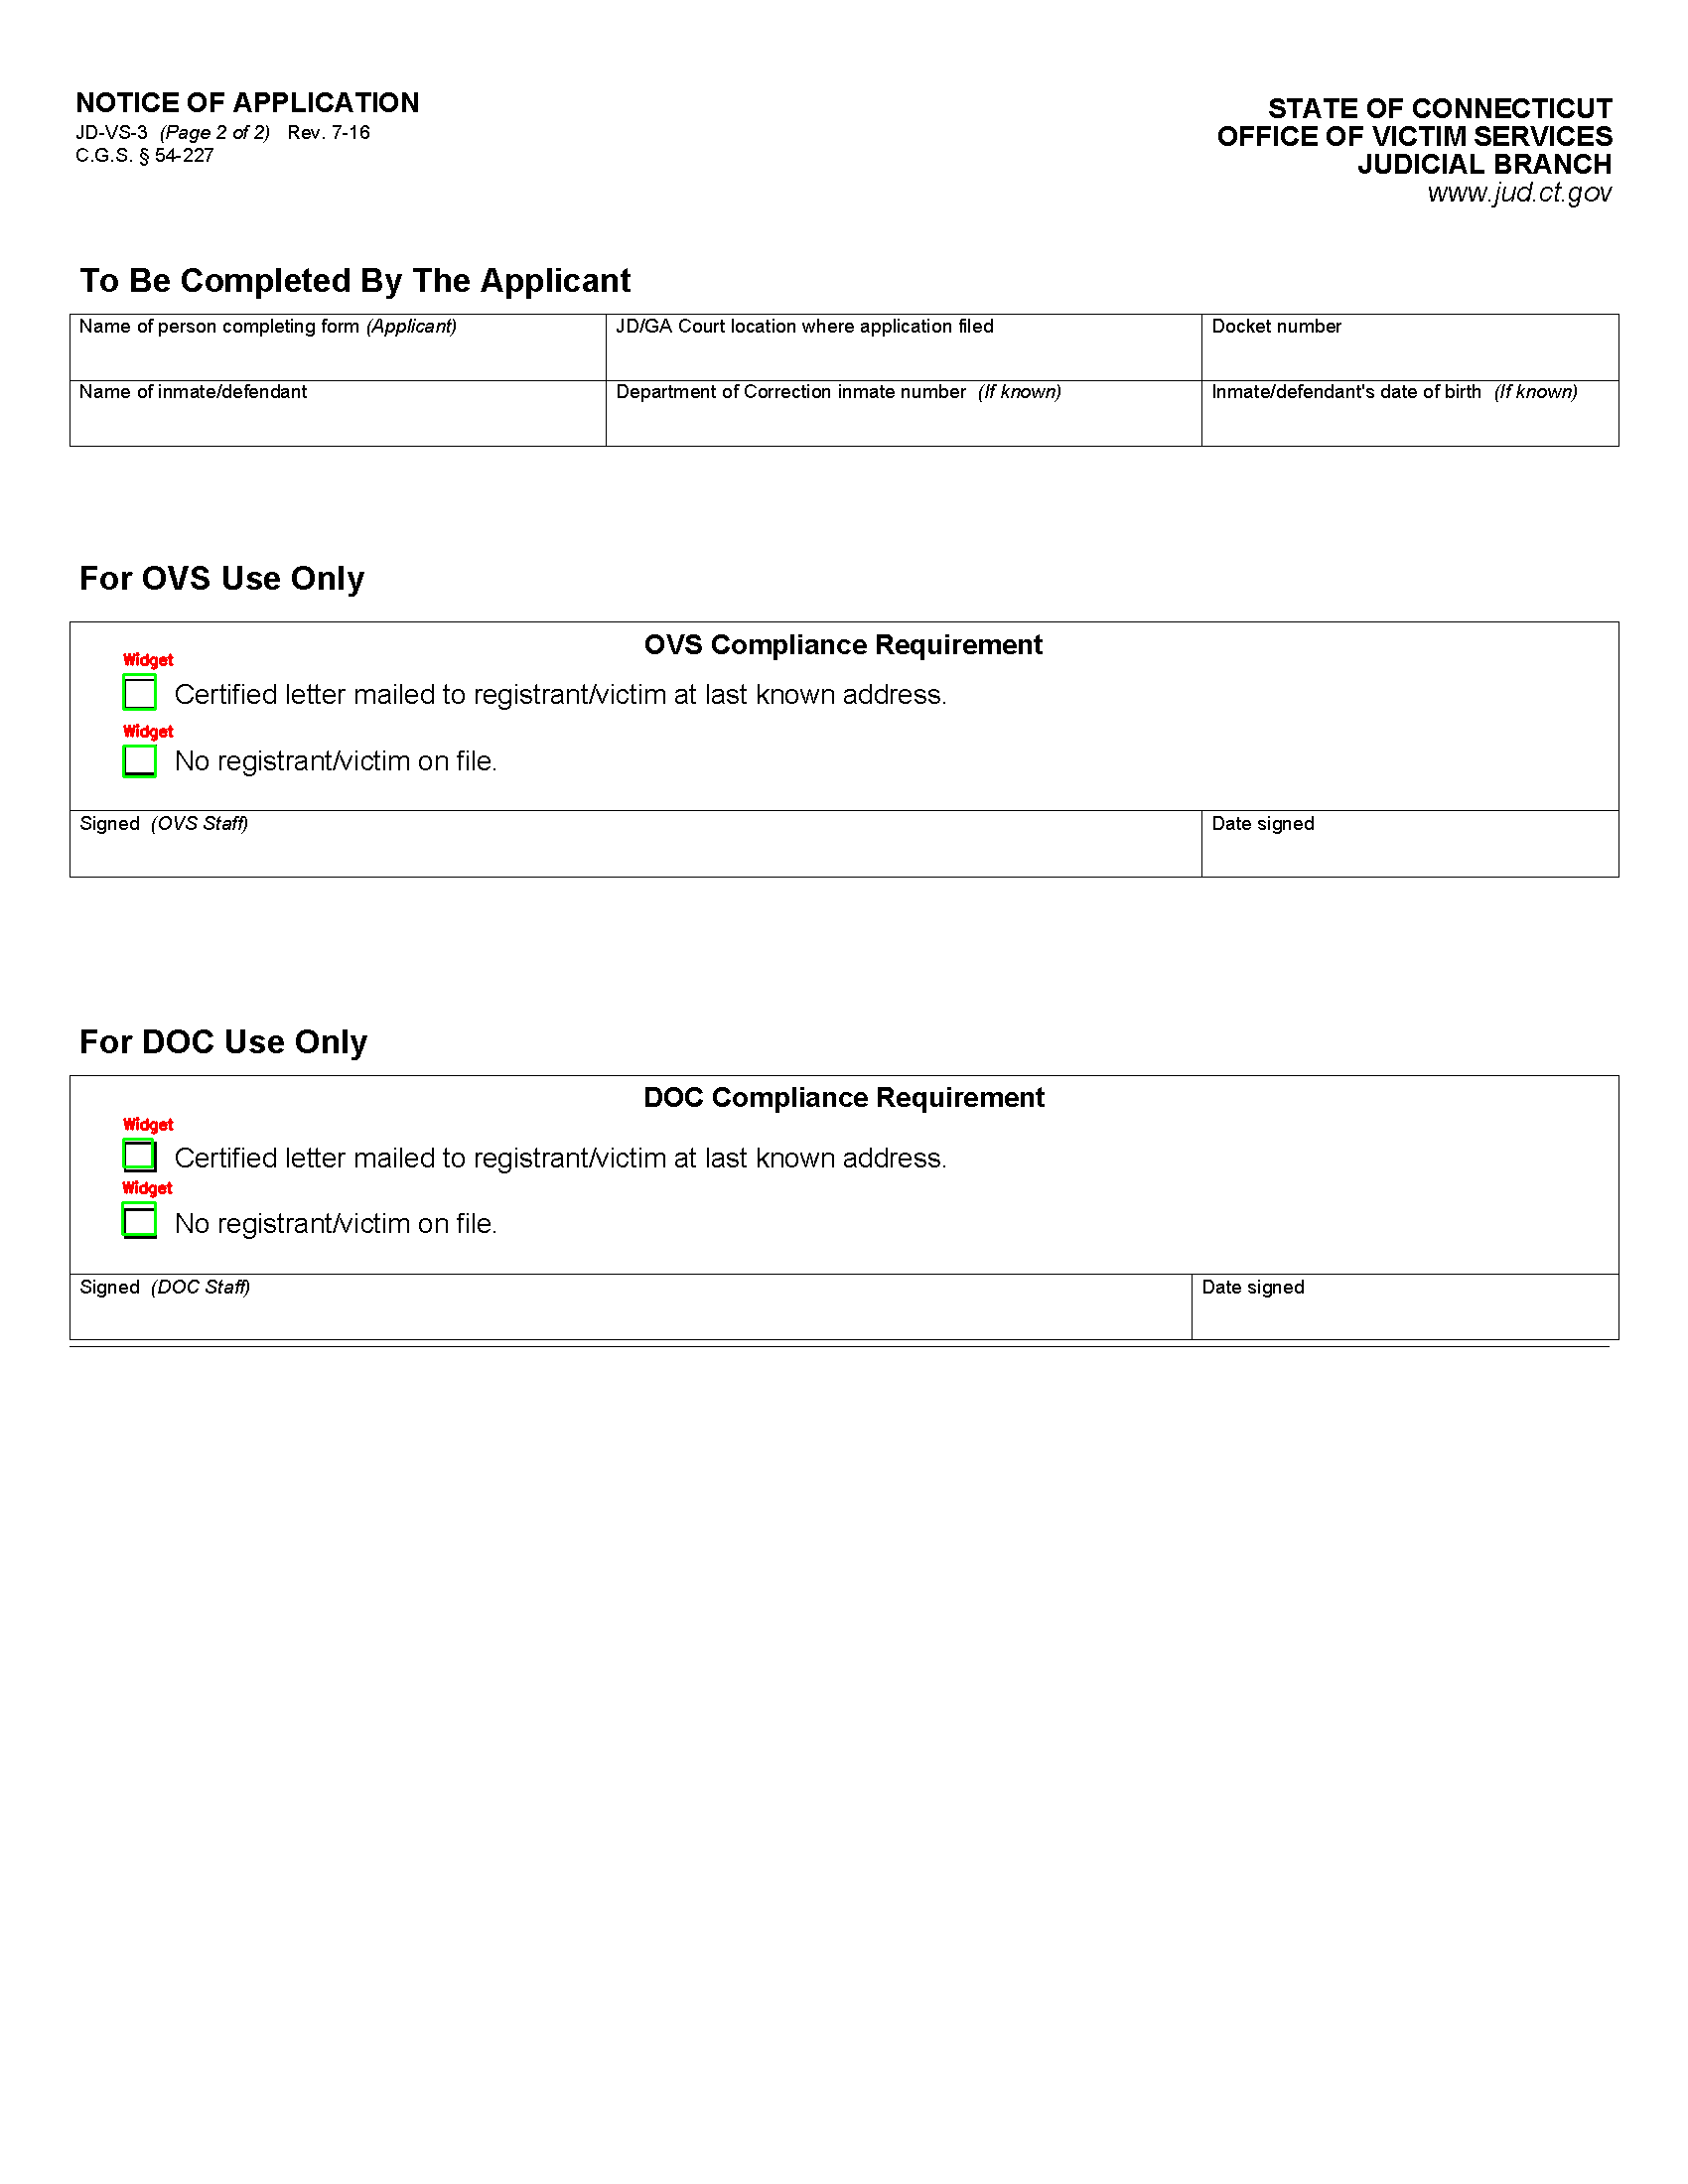 NOTICE OF APPLICATION
JD-VS-3 (Page 2 of 2) Rev. 7-16
C.G.S. § 54-227
STATE OF CONNECTICUT
OFFICE OF VICTIM SERVICES
JUDICIAL BRANCH
www.jud.ct.gov
To Be Completed By The Applicant
Name of person completing form (Applicant) JD/GA Court location where application filed Docket number
Name of inmate/defendant Department of Correction inmate number (If known) Inmate/defendant's date of birth (If known)
For OVS Use Only
OVS Compliance Requirement
Widget
Certified letter mailed to registrant/victim at last known address.
Widget
No registrant/victim on file.
Signed (OVS Staff) Date signed
For DOC Use Only
DOC Compliance Requirement
Widget
Certified letter mailed to registrant/victim at last known address.
Widget
No registrant/victim on file.
Signed (DOC Staff) Date signed